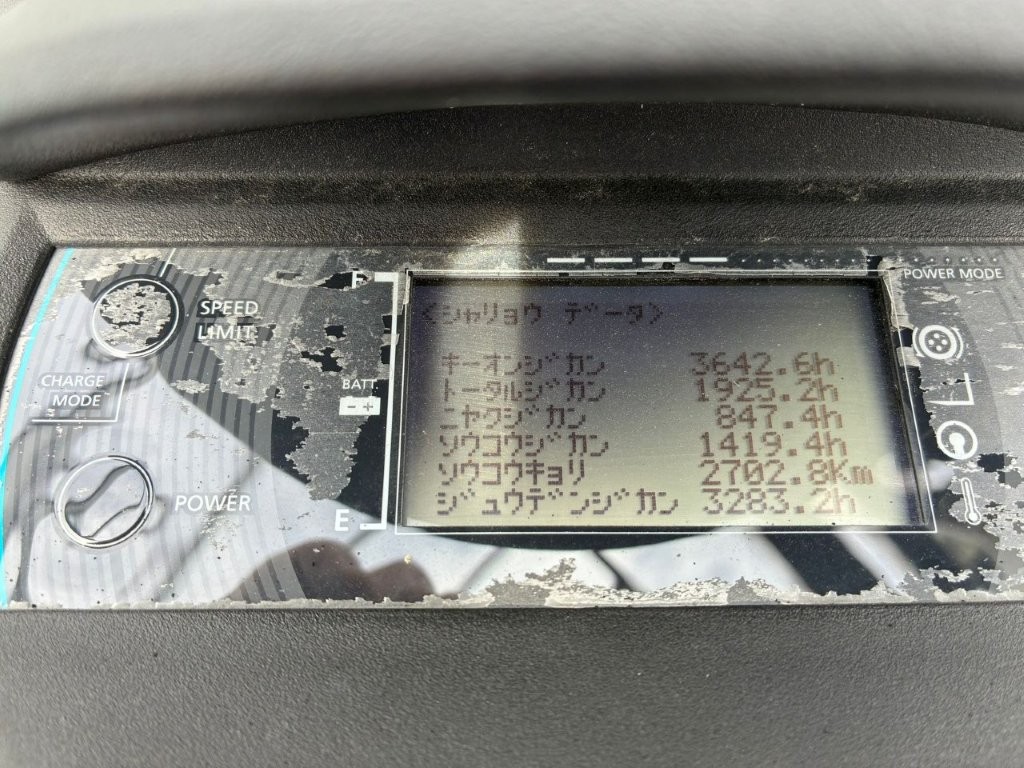 SPEED
LIMIT
CHARGE
MODE
POWER
F
BATT.
- +
E
POWER MODE
<シャリョウ データ>
キーオンジカン 3642.6h
トータルジカン 1925.2h
ニヤクジカン 847.4h
ソウコウジカン 1419.4h
ソウコウキョリ 2702.8Km
ジュウデンジカン 3283.2h